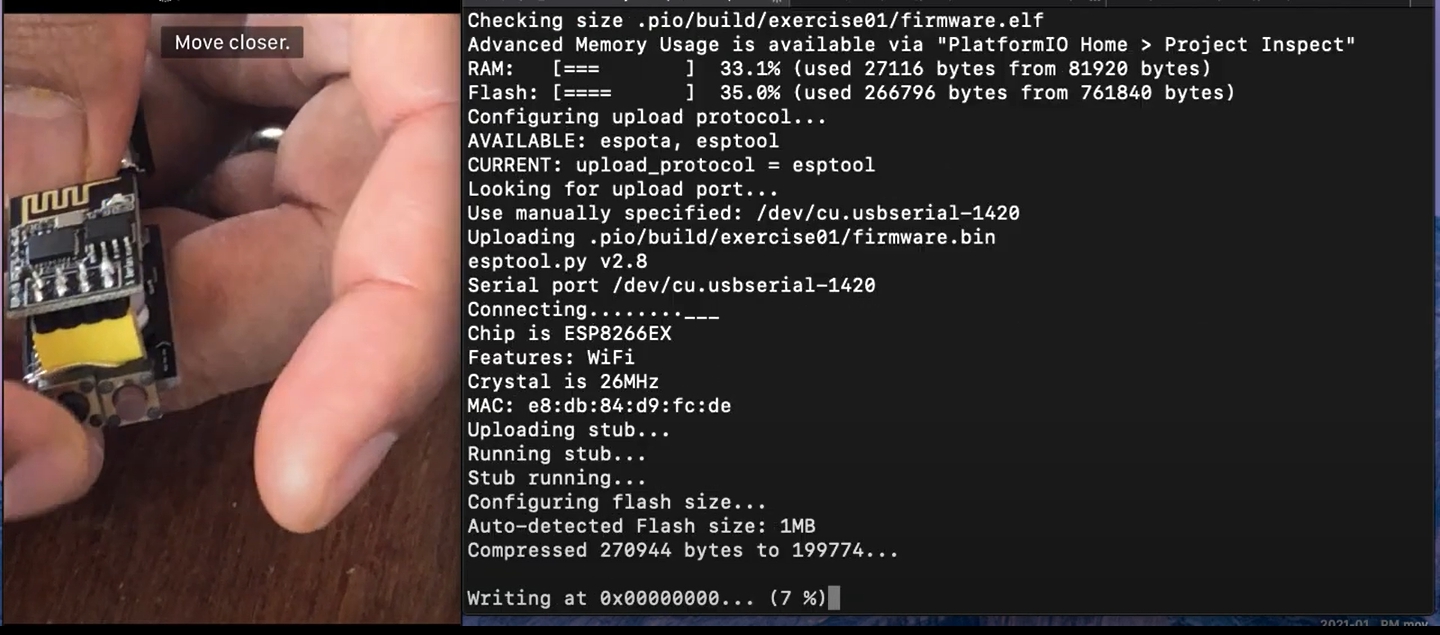 Move closer.
Checking size .pio/build/exercise01/firmware.elf
Advanced Memory Usage is available via "PlatformIO Home > Project Inspect"
RAM:   [===       ]  33.1% (used 27116 bytes from 81920 bytes)
Flash: [====      ]  35.0% (used 266796 bytes from 761840 bytes)
Configuring upload protocol...
AVAILABLE: espota, esptool
CURRENT: upload_protocol = esptool
Looking for upload port...
Use manually specified: /dev/cu.usbserial-1420
Uploading .pio/build/exercise01/firmware.bin
esptool.py v2.8
Serial port /dev/cu.usbserial-1420
Connecting........___
Chip is ESP8266EX
Features: WiFi
Crystal is 26MHz
MAC: e8:db:84:d9:fc:de
Uploading stub...
Running stub...
Stub running...
Configuring flash size...
Auto-detected Flash size: 1MB
Compressed 270944 bytes to 199774...
Writing at 0x00000000... (7 %)